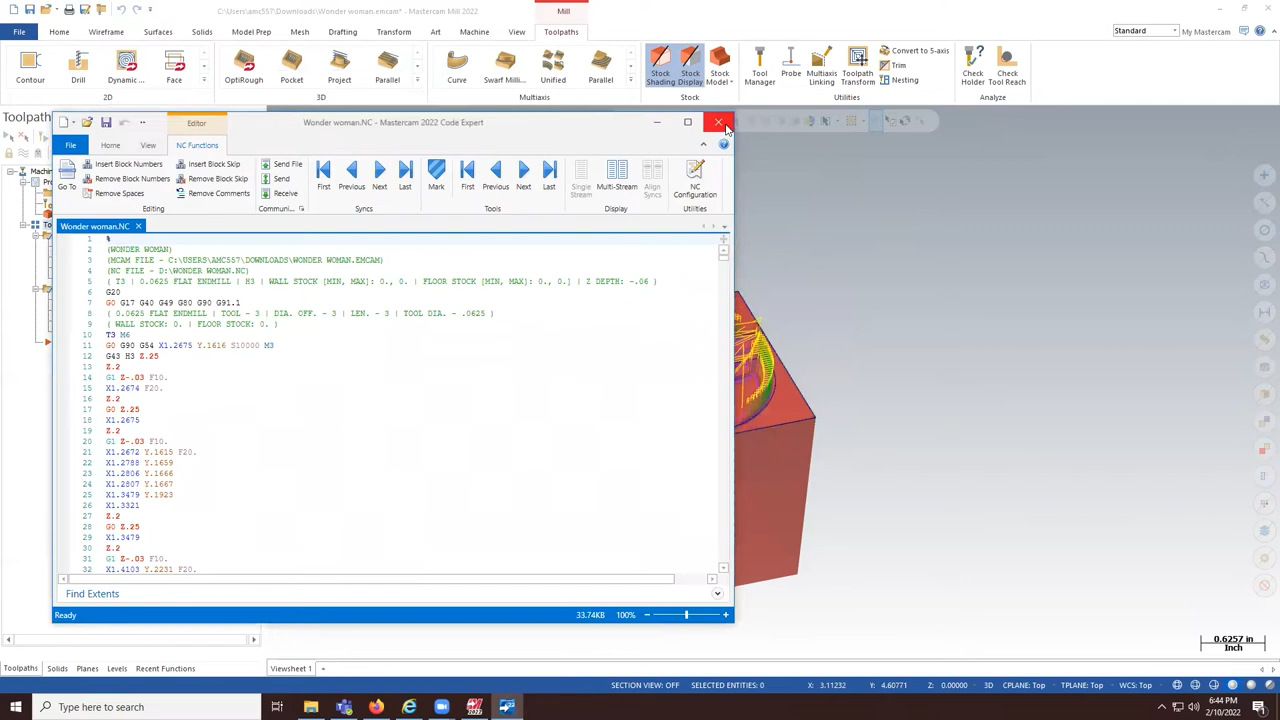 C:\Users\amc557\Downloads\Wonder woman.emcam* - Mastercam Mill 2022
Mill
File Home Wireframe Surfaces Solids Model Prep Mesh Drafting Transform Art Machine View Toolpaths
Standard My Mastercam
Contour Drill Dynamic ... Face OptiRough Pocket Project Parallel Curve Swarf Milli... Unified Parallel Stock Shading Stock Display Stock Model Tool Manager Probe Multiaxis Linking Toolpath Transform Convert to 5-axis Trim Nesting Check Holder Check Tool Reach
2D 3D Multiaxis Stock Utilities Analyze
Toolpaths
Editor
Wonder woman.NC - Mastercam 2022 Code Expert
File Home View NC Functions
Go To
Insert Block Numbers
Remove Block Numbers
Remove Spaces
Insert Block Skip
Remove Block Skip
Remove Comments
Send File
Send
Receive
First Previous Next Last Mark First Previous Next Last Single Stream Multi-Stream Align Syncs NC Configuration
Editing Communi... Syncs Tools Display Utilities
Wonder woman.NC
1 %
2 (WONDER WOMAN)
3 (MCAM FILE - C:\USERS\AMC557\DOWNLOADS\WONDER WOMAN.EMCAM)
4 (NC FILE - D:\WONDER WOMAN.NC)
5 ( T3 | 0.0625 FLAT ENDMILL | H3 | WALL STOCK [MIN, MAX]: 0., 0. | FLOOR STOCK [MIN, MAX]: 0., 0.] | Z DEPTH: -.06 )
6 G20
7 G0 G17 G40 G49 G80 G90 G91.1
8 ( 0.0625 FLAT ENDMILL | TOOL - 3 | DIA. OFF. - 3 | LEN. - 3 | TOOL DIA. - .0625 )
9 ( WALL STOCK: 0. | FLOOR STOCK: 0. )
10 T3 M6
11 G0 G90 G54 X1.2675 Y.1616 S10000 M3
12 G43 H3 Z.25
13 Z.2
14 G1 Z-.03 F10.
15 X1.2674 F20.
16 Z.2
17 G0 Z.25
18 X1.2675
19 Z.2
20 G1 Z-.03 F10.
21 X1.2672 Y.1615 F20.
22 X1.2788 Y.1659
23 X1.2806 Y.1666
24 X1.2807 Y.1667
25 X1.3479 Y.1923
26 X1.3321
27 Z.2
28 G0 Z.25
29 X1.3479
30 Z.2
31 G1 Z-.03 F10.
32 X1.4103 Y.2231 F20.
Find Extents
Ready 33.74KB 100%
0.6257 in
Inch
Toolpaths Solids Planes Levels Recent Functions Viewsheet 1
SECTION VIEW: OFF SELECTED ENTITIES: 0 X: 3.11232 Y: 4.60771 Z: 0.00000 3D CPLANE: Top TPLANE: Top WCS: Top
Type here to search
6:44 PM
2/10/2022